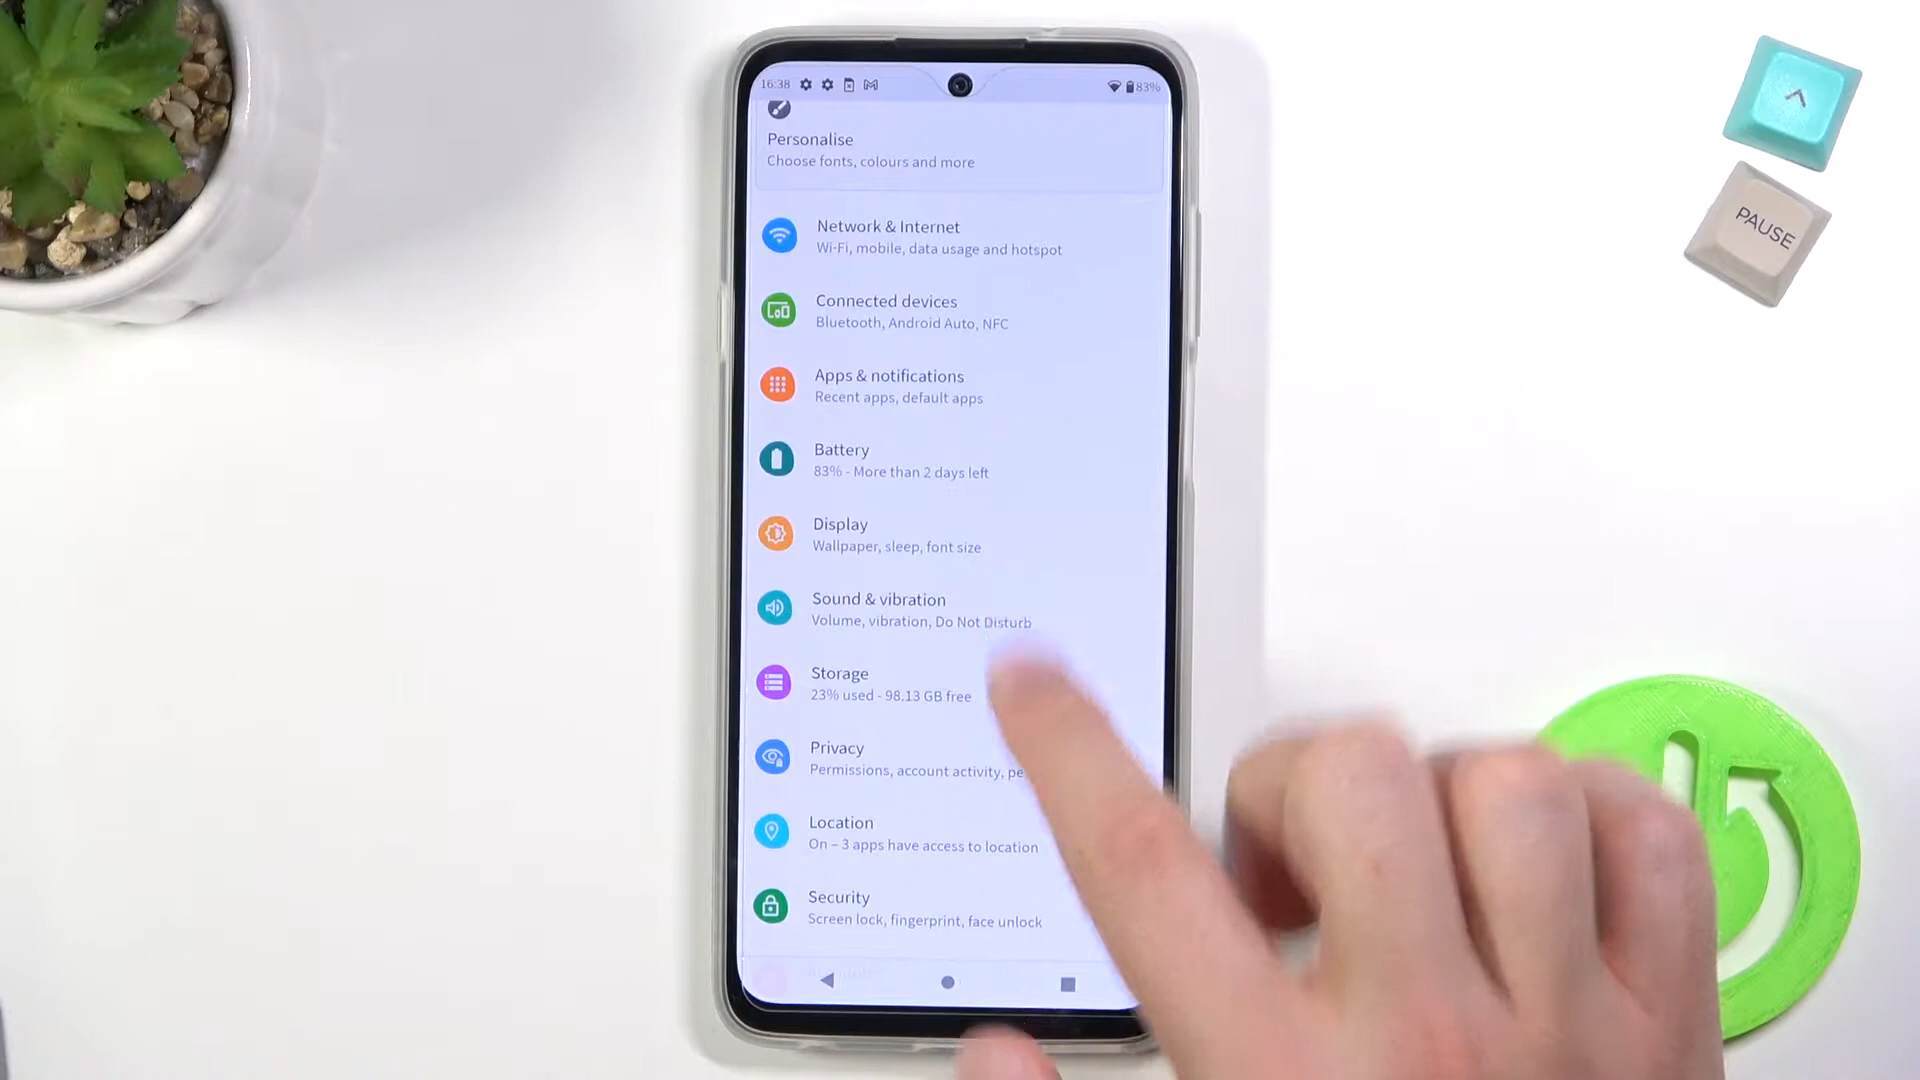 16:38
83%
Personalise
Choose fonts, colours and more
Network & Internet
Wi-Fi, mobile, data usage and hotspot
Connected devices
Bluetooth, Android Auto, NFC
Apps & notifications
Recent apps, default apps
Battery
83% - More than 2 days left
Display
Wallpaper, sleep, font size
Sound & vibration
Volume, vibration, Do Not Disturb
Storage
23% used - 98.13 GB free
Privacy
Permissions, account activity, pe
Location
On – 3 apps have access to location
Security
Screen lock, fingerprint, face unlock
PAUSE